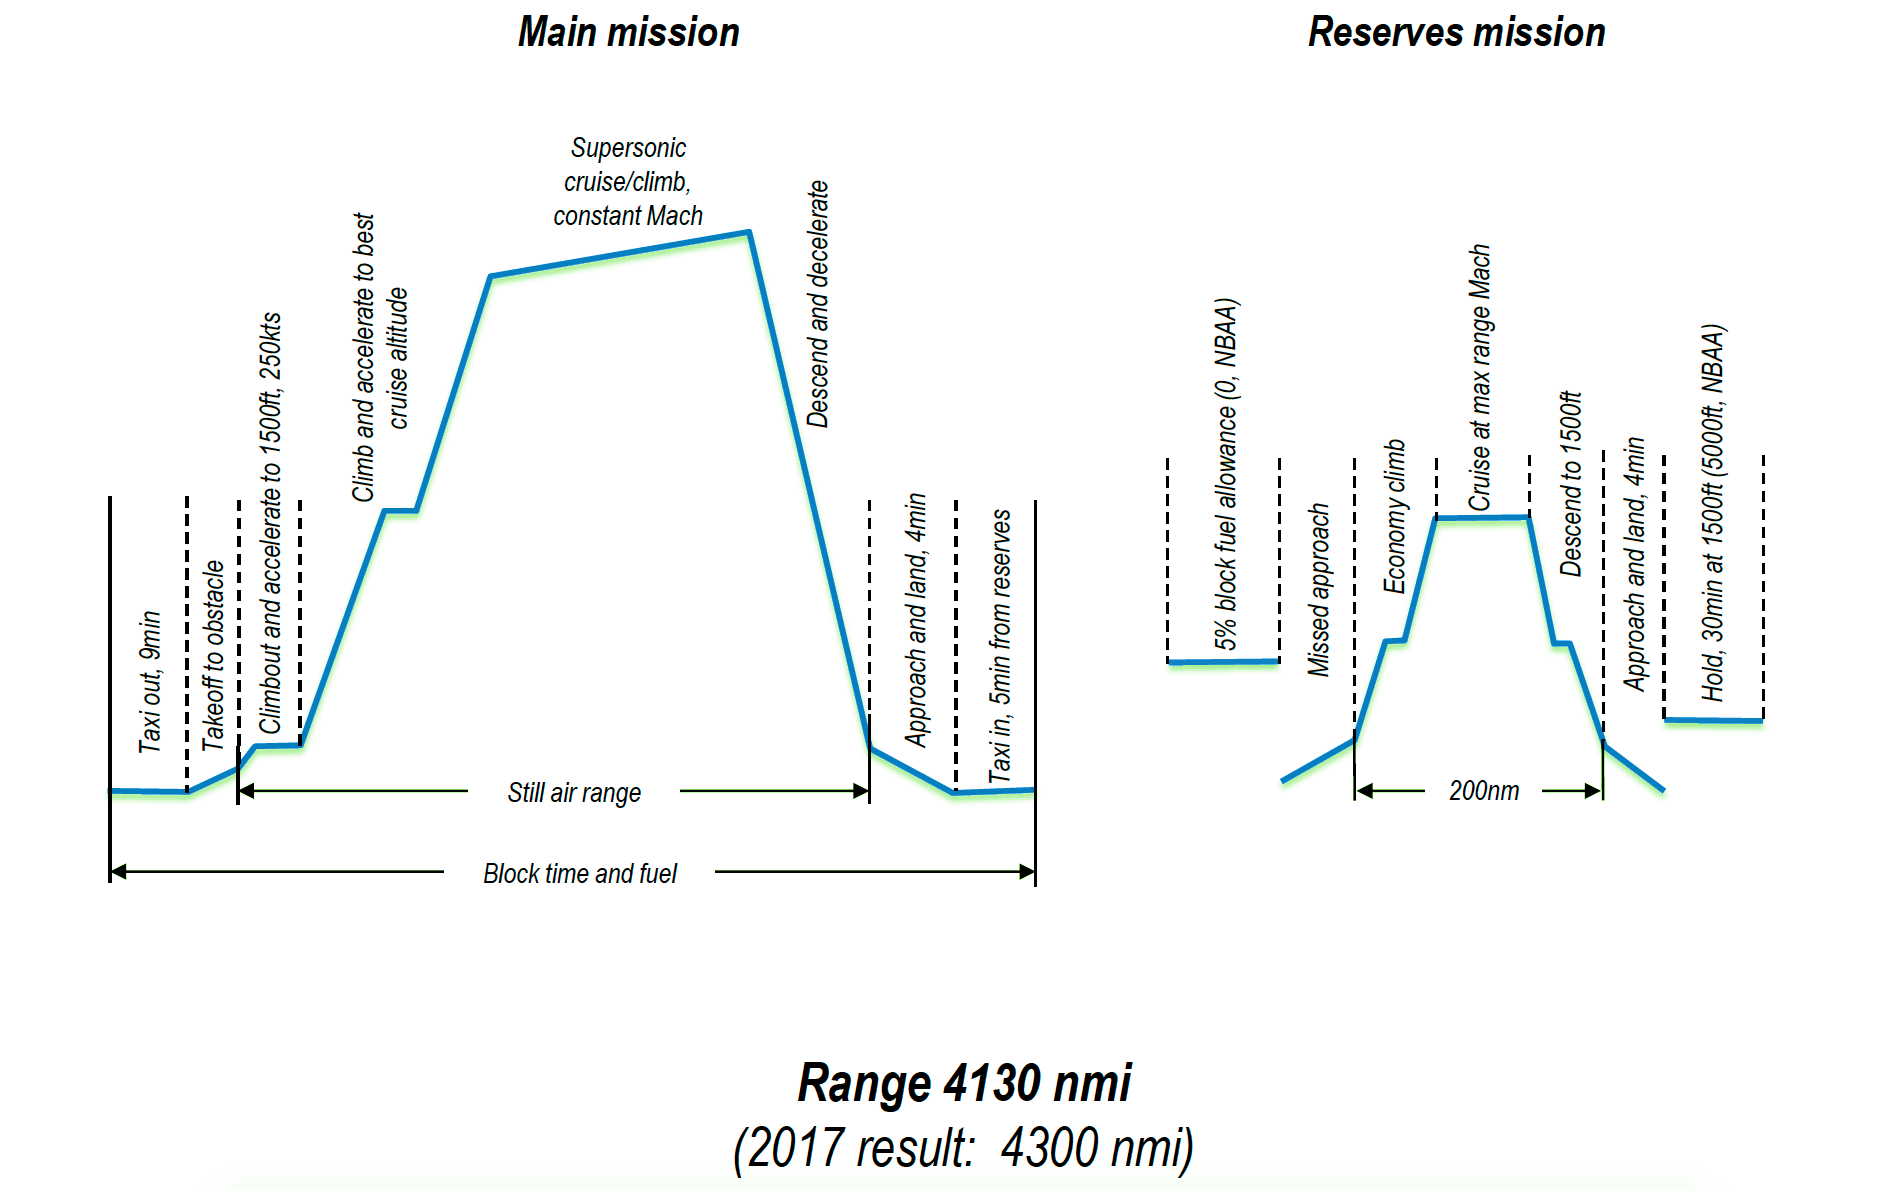 Main mission
Reserves mission
Supersonic
cruise/climb,
constant Mach
Taxi out, 9min
Takeoff to obstacle
Climbout and accelerate to 1500ft, 250kts
Climb and accelerate to best
cruise altitude
Descend and decelerate
Approach and land, 4min
Taxi in, 5min from reserves
Still air range
Block time and fuel
5% block fuel allowance (0, NBAA)
Missed approach
Economy climb
Cruise at max range Mach
Descend to 1500ft
Approach and land, 4min
Hold, 30min at 1500ft (5000ft, NBAA)
200nm
Range 4130 nmi
(2017 result: 4300 nmi)